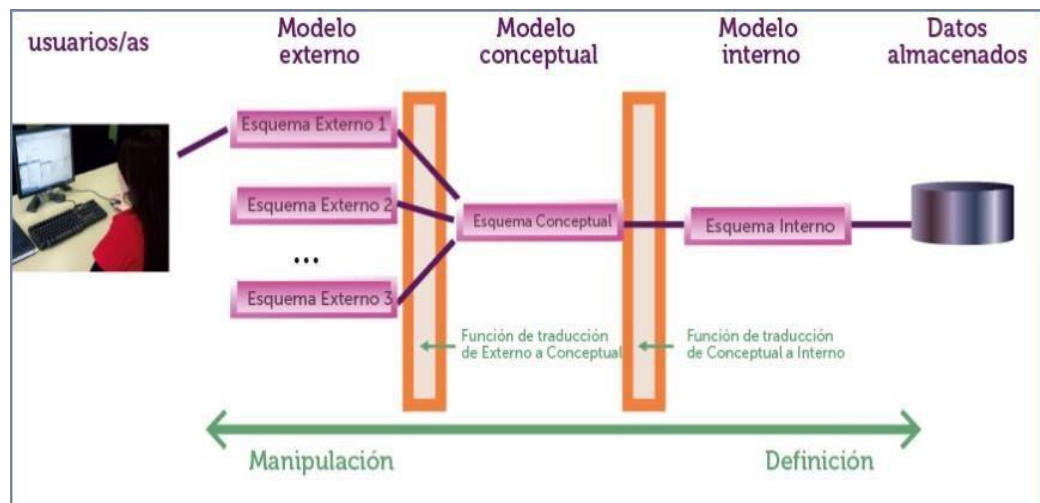 usuarios/as
Modelo
externo
Modelo
conceptual
Modelo
interno
Datos
almacenados
Esquema Externo 1
Esquema Externo 2
...
Esquema Externo 3
Esquema Conceptual
Esquema Interno
Función de traducción
de Externo a Conceptual
Función de traducción
de Conceptual a Interno
Manipulación
Definición